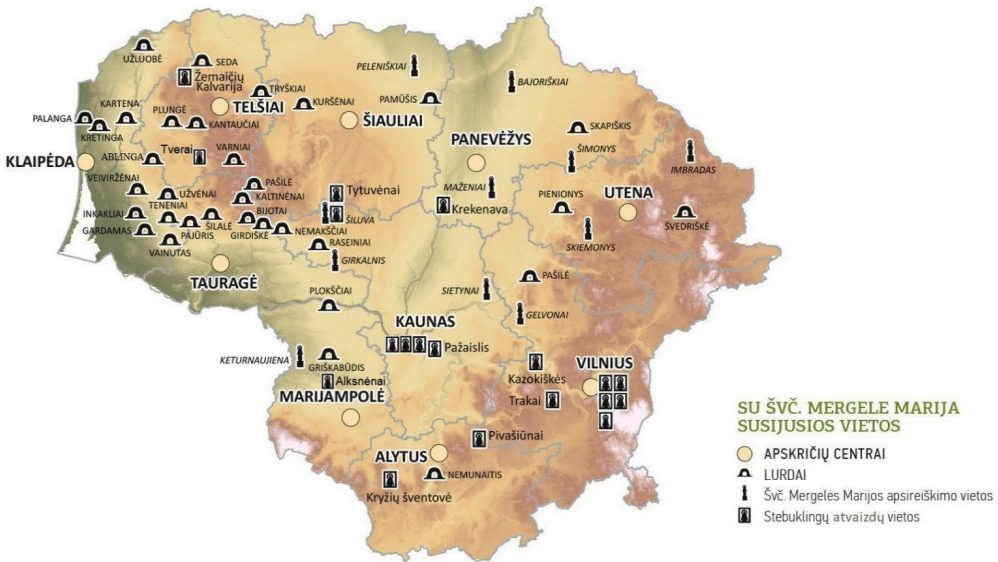 UŽLUOBĖ
SEDA
Žemaičių
Kalvarija
PELENIŠKIAI
BAJORIŠKIAI
TRYŠKIAI
KURŠĖNAI
PAMŪŠIS
KARTENA
PLUNGĖ
TELŠIAI
ŠIAULIAI
PALANGA
KRETINGA
KANTAUČIAI
SKAPIŠKIS
PANEVĖŽYS
ŠIMONYS
KLAIPĖDA
ABLINGA
Tverai
VARNIAI
IMBRADAS
VEIVIRŽĖNAI
UŽVĖNAI
PAŠILĖ
KALTINĖNAI
Tytuvėnai
MAŽENIAI
Krekenava
PIENIONYS
UTENA
TENENIAI
INKAKLIAI
GARDAMAS
PAJŪRIS
ŠILALĖ
BIJOTAI
GIRDIŠKĖ
NEMAKŠČIAI
ŠILUVA
ŠVEDRIŠKĖ
SKIEMONYS
VAINUTAS
RASEINIAI
GIRKALNIS
TAURAGĖ
PLOKŠČIAI
SIETYNAI
PAŠILĖ
GELVONAI
KAUNAS
Pažaislis
KETURNAUJIENA
GRIŠKABŪDIS
Alksnėnai
MARIJAMPOLĖ
Kazokiškės
VILNIUS
Trakai
Pivašiūnai
ALYTUS
NEMUNAITIS
Kryžių šventovė
SU ŠVČ. MERGELE MARIJA
SUSIJUSIOS VIETOS
APSKRIČIŲ CENTRAI
LURDAI
Švč. Mergelės Marijos apsireiškimo vietos
Stebuklingų atvaizdų vietos